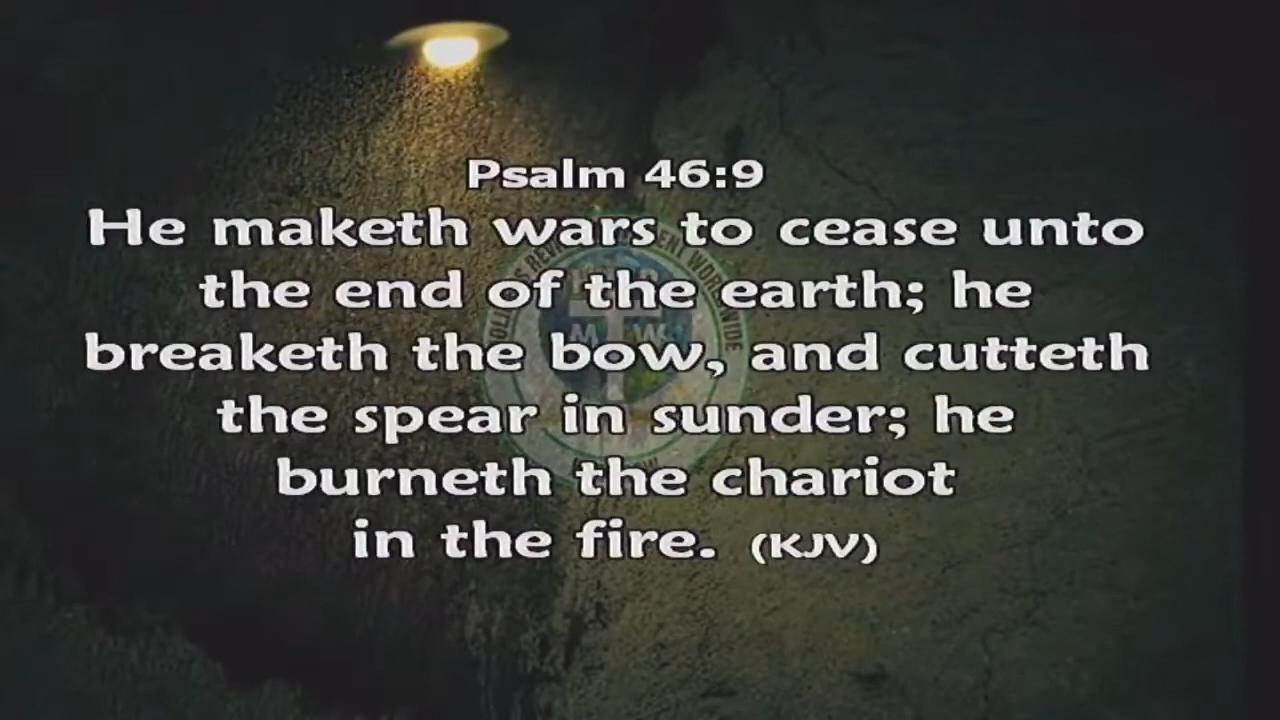 Psalm 46:9
He maketh wars to cease unto
the end of the earth; he
breaketh the bow, and cutteth
the spear in sunder; he
burneth the chariot
in the fire. (KJV)